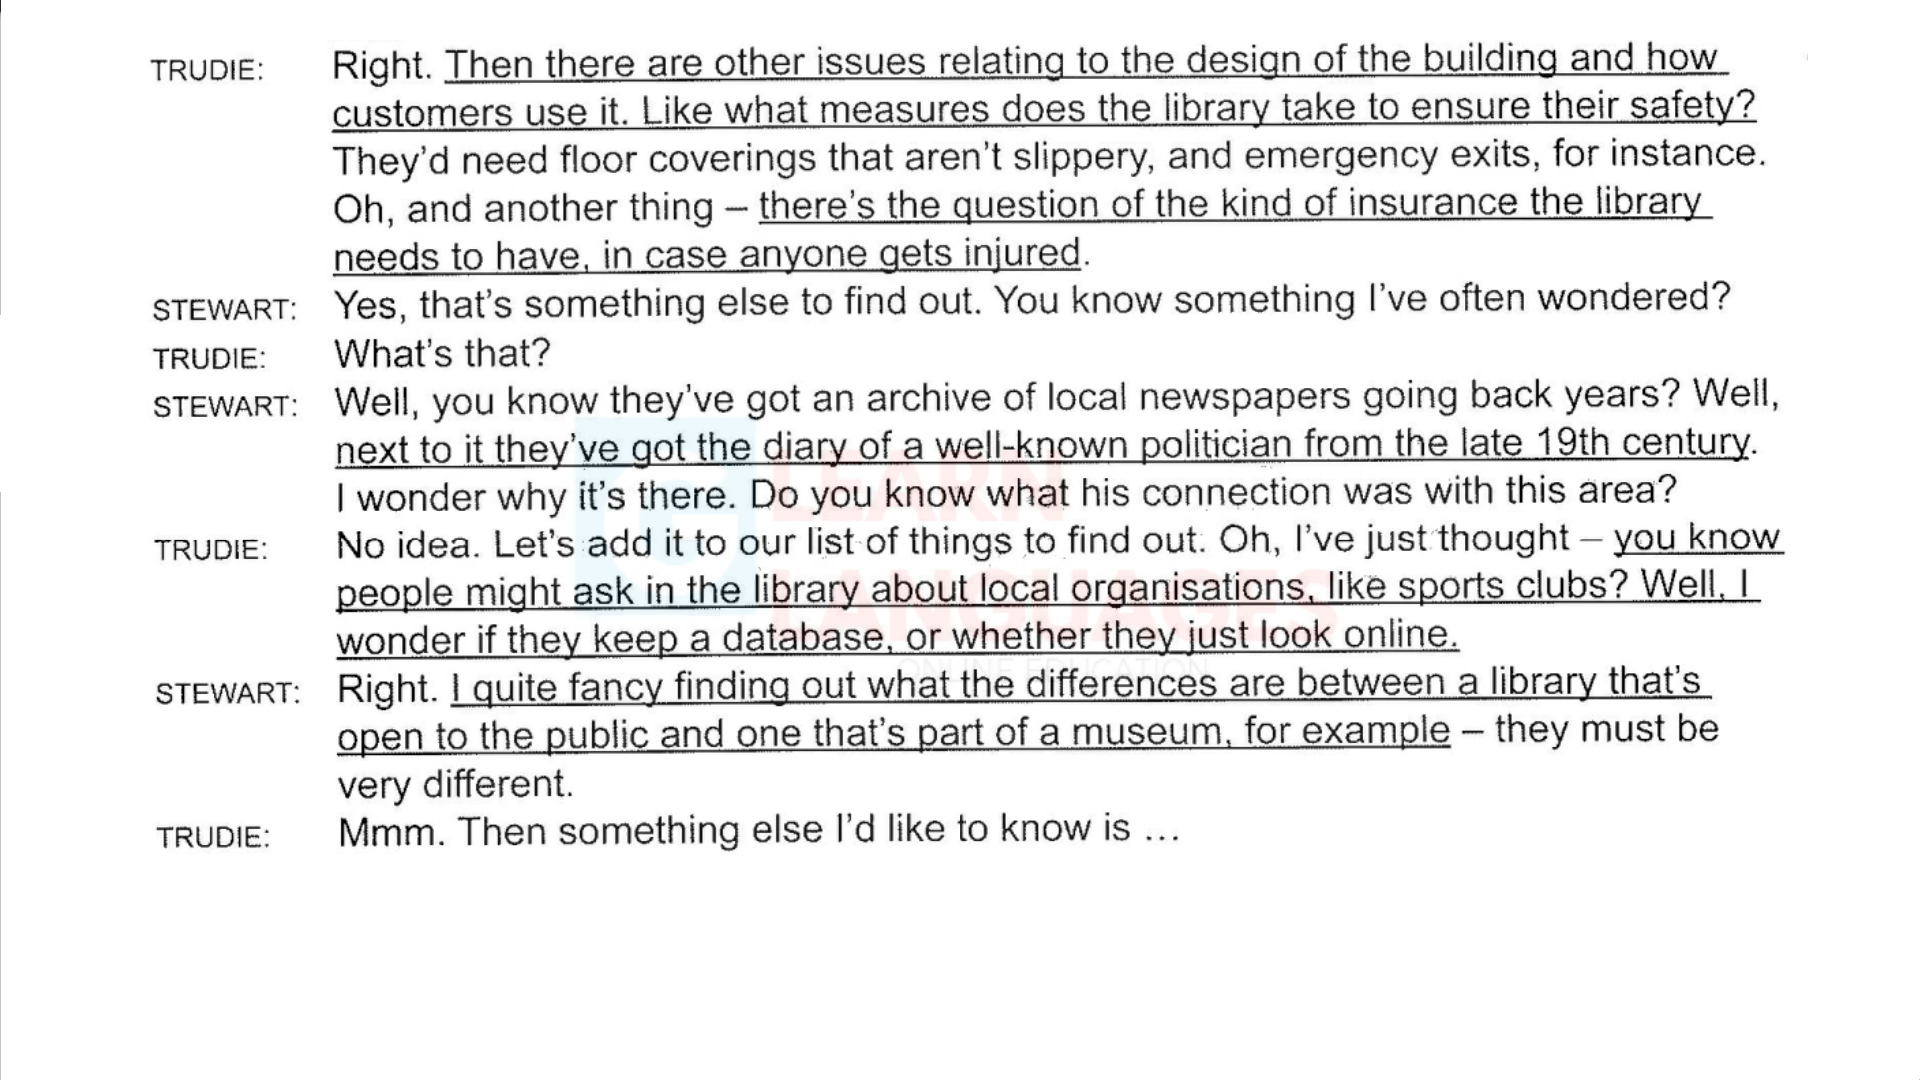 TRUDIE: Right. Then there are other issues relating to the design of the building and how
customers use it. Like what measures does the library take to ensure their safety?
They'd need floor coverings that aren't slippery, and emergency exits, for instance.
Oh, and another thing – there's the question of the kind of insurance the library
needs to have, in case anyone gets injured.
STEWART: Yes, that's something else to find out. You know something I've often wondered?
TRUDIE: What's that?
STEWART: Well, you know they've got an archive of local newspapers going back years? Well,
next to it they've got the diary of a well-known politician from the late 19th century.
I wonder why it's there. Do you know what his connection was with this area?
TRUDIE: No idea. Let's add it to our list of things to find out. Oh, I've just thought – you know
people might ask in the library about local organisations, like sports clubs? Well, I
wonder if they keep a database, or whether they just look online.
STEWART: Right. I quite fancy finding out what the differences are between a library that's
open to the public and one that's part of a museum, for example – they must be
very different.
TRUDIE: Mmm. Then something else I'd like to know is ...
LEARN
LANGUAGES
ONLINE EDUCATION